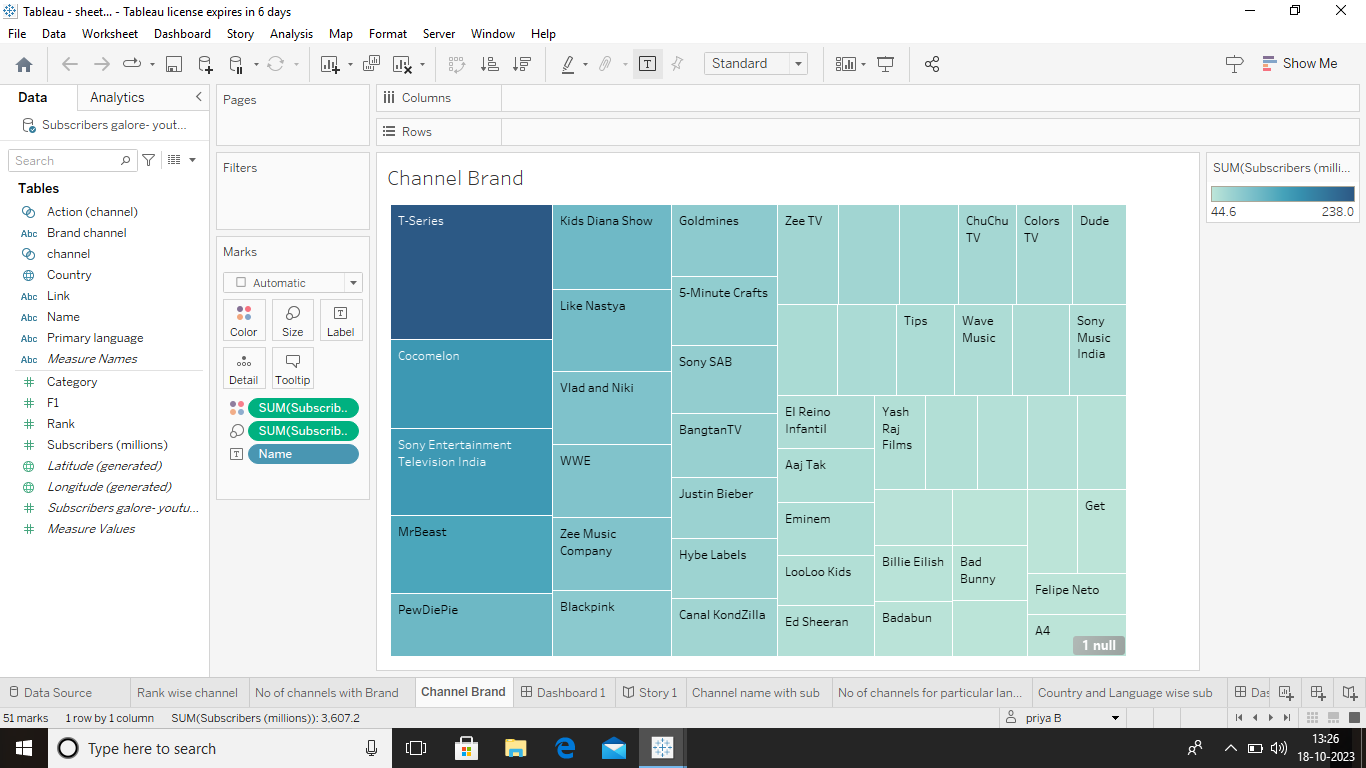 Tableau - sheet... - Tableau license expires in 6 days
File Data Worksheet Dashboard Story Analysis Map Format Server Window Help
Standard
Show Me
Data
Analytics
Pages
Columns
Subscribers galore- yout...
Rows
Search
Filters
Tables
Action (channel)
Abc Brand channel
channel
Country
Abc Link
Abc Name
Abc Primary language
Abc Measure Names
Category
F1
Rank
Subscribers (millions)
Latitude (generated)
Longitude (generated)
Subscribers galore- youtu...
Measure Values
Marks
Automatic
Color
Size
T
Label
Detail
Tooltip
SUM(Subscrib..
SUM(Subscrib..
T
Name
Channel Brand
T-Series
Cocomelon
Sony Entertainment
Television India
MrBeast
PewDiePie
Kids Diana Show
Like Nastya
Vlad and Niki
WWE
Zee Music
Company
Blackpink
Goldmines
5-Minute Crafts
Sony SAB
BangtanTV
Justin Bieber
Hybe Labels
Canal KondZilla
Zee TV
ChuChu
TV
Colors
TV
Dude
Tips
Wave
Music
Sony
Music
India
El Reino
Infantil
Aaj Tak
Eminem
LooLoo Kids
Ed Sheeran
Yash
Raj
Films
Get
Billie Eilish
Bad
Bunny
Badabun
Felipe Neto
A4
1 null
SUM(Subscribers (milli...
44.6
238.0
Data Source
Rank wise channel
No of channels with Brand
Channel Brand
Dashboard 1
Story 1
Channel name with sub
No of channels for particular lan...
Country and Language wise sub
Das
51 marks
1 row by 1 column
SUM(Subscribers (millions)): 3,607.2
priya B
Type here to search
13:26
18-10-2023